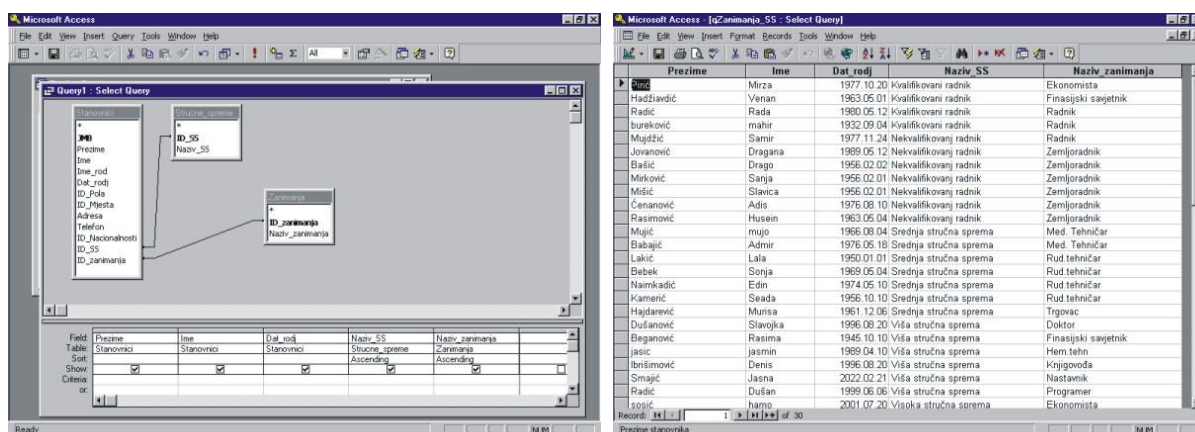 Microsoft Access
File Edit View Insert Query Tools Window Help
All
Query1 : Select Query
Stanovnici
*
JMB
Prezime
Ime
Ime_rod
Dat_rodj
ID_Pola
ID_Mjesta
Adresa
Telefon
ID_Nacionalnosti
ID_SS
ID_zanimanja
Strucne_spreme
*
ID_SS
Naziv_SS
Zanimanja
*
ID_zanimanja
Naziv_zanimanja
Field: Prezime Ime Dat_rodj Naziv_SS Naziv_zanimanja
Table: Stanovnici Stanovnici Stanovnici Strucne_spreme Zanimanja
Sort: Ascending Ascending
Show:
Criteria:
or:
Ready NUM
Microsoft Access - [qZanimanja_SS : Select Query]
File Edit View Insert Format Records Tools Window Help
Prezime Ime Dat_rodj Naziv_SS Naziv_zanimanja
Pirić Mirza 1977.10.20 Kvalifikovani radnik Ekonomista
Hadžiavdić Venan 1963.05.01 Kvalifikovani radnik Finasijski savjetnik
Radić Rada 1980.05.12 Kvalifikovani radnik Radnik
bureković mahir 1932.09.04 Kvalifikovani radnik Radnik
Mujdžić Samir 1977.11.24 Nekvalifikovanj radnik Radnik
Jovanović Dragana 1989.05.12 Nekvalifikovanj radnik Zemljoradnik
Bašić Drago 1956.02.02 Nekvalifikovanj radnik Zemljoradnik
Mirković Sanja 1956.02.01 Nekvalifikovanj radnik Zemljoradnik
Mišić Slavica 1956.02.01 Nekvalifikovanj radnik Zemljoradnik
Ćenanović Adis 1976.08.10 Nekvalifikovanj radnik Zemljoradnik
Rasimović Husein 1963.05.04 Nekvalifikovanj radnik Zemljoradnik
Mujić mujo 1966.08.04 Srednja stručna sprema Med. Tehničar
Babajić Admir 1976.05.18 Srednja stručna sprema Med. Tehničar
Lakić Lala 1950.01.01 Srednja stručna sprema Rud.tehničar
Bebek Sonja 1969.05.04 Srednja stručna sprema Rud.tehničar
Naimkadić Edin 1974.05.10 Srednja stručna sprema Rud.tehničar
Kamerić Seada 1956.10.10 Srednja stručna sprema Rud.tehničar
Hajdarević Murisa 1961.12.06 Srednja stručna sprema Trgovac
Dušanović Slavojka 1996.08.20 Viša stručna sprema Doktor
Beganović Rasima 1945.10.10 Viša stručna sprema Finasijski savjetnik
jasic jasmin 1989.04.10 Viša stručna sprema Hem.tehn
Ibrišimović Denis 1996.08.20 Viša stručna sprema Knjigovođa
Smajić Jasna 2022.02.21 Viša stručna sprema Nastavnik
Radić Dušan 1999.06.06 Viša stručna sprema Programer
sosić hamo 2001.07.20 Visoka stručna sprema Ekonomista
Record: 1 of 30
Prezime stanovnika NUM